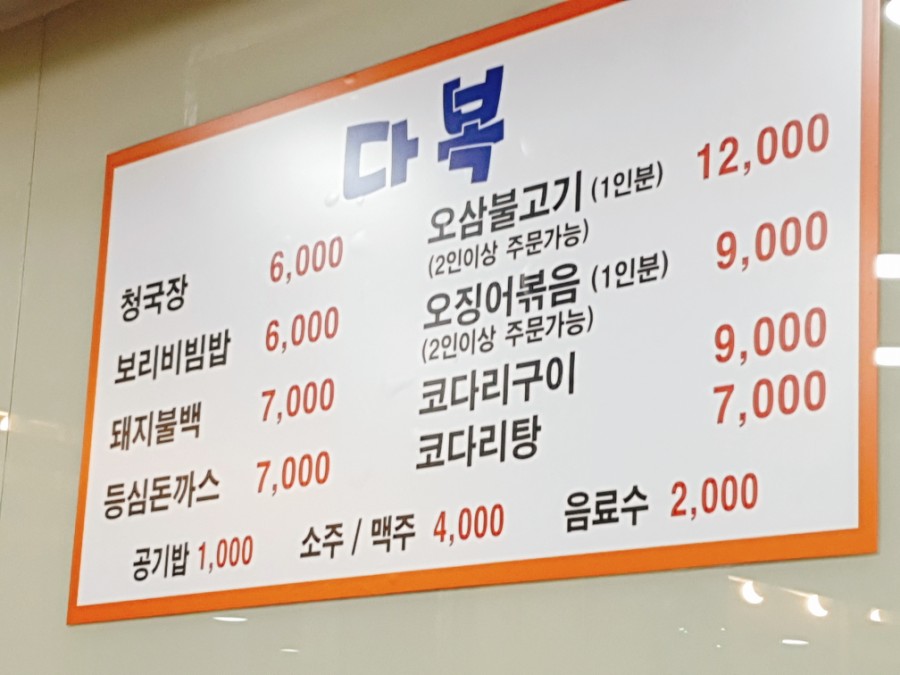 다복
청국장 6,000
보리비빔밥 6,000
돼지불백 7,000
등심돈까스 7,000
오삼불고기 (1인분) 12,000
(2인이상 주문가능)
오징어볶음 (1인분) 9,000
(2인이상 주문가능)
코다리구이 9,000
코다리탕 7,000
공기밥 1,000 소주 / 맥주 4,000 음료수 2,000